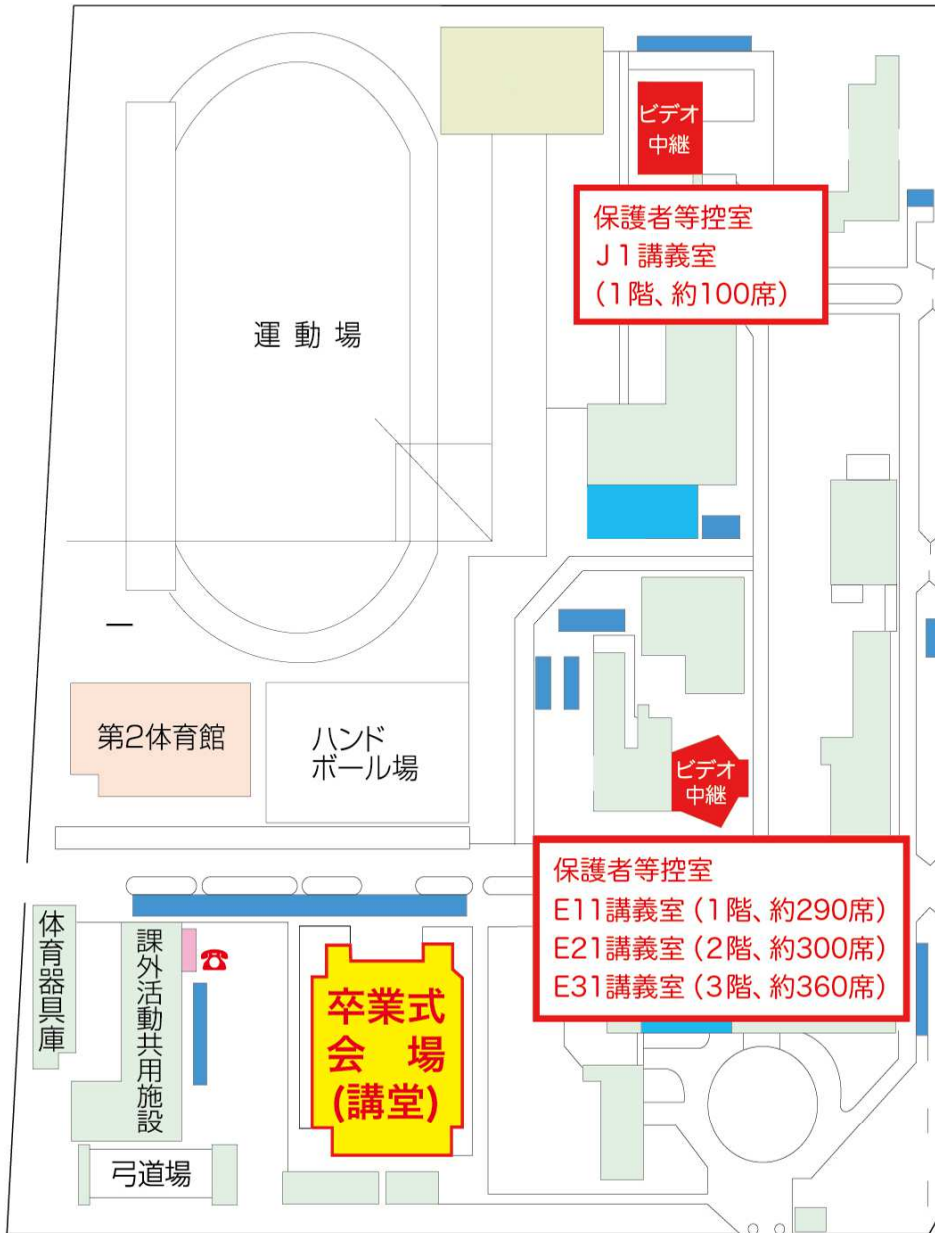 ビデオ
中継
保護者等控室
J1講義室
(1階、約100席)
運動場
第2体育館
ハンド
ボール場
ビデオ
中継
保護者等控室
E11講義室(1階、約290席)
E21講義室(2階、約300席)
E31講義室(3階、約360席)
体育器具庫
課外活動共用施設
卒業式
会場
(講堂)
弓道場